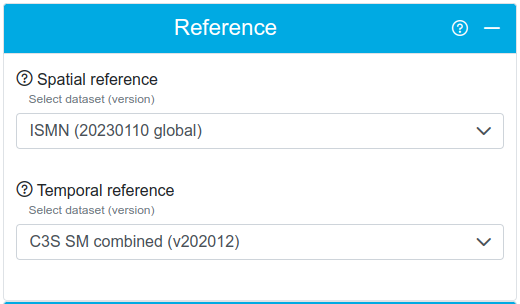 Reference
Spatial reference
Select dataset (version)
ISMN (20230110 global)
Temporal reference
Select dataset (version)
C3S SM combined (v202012)